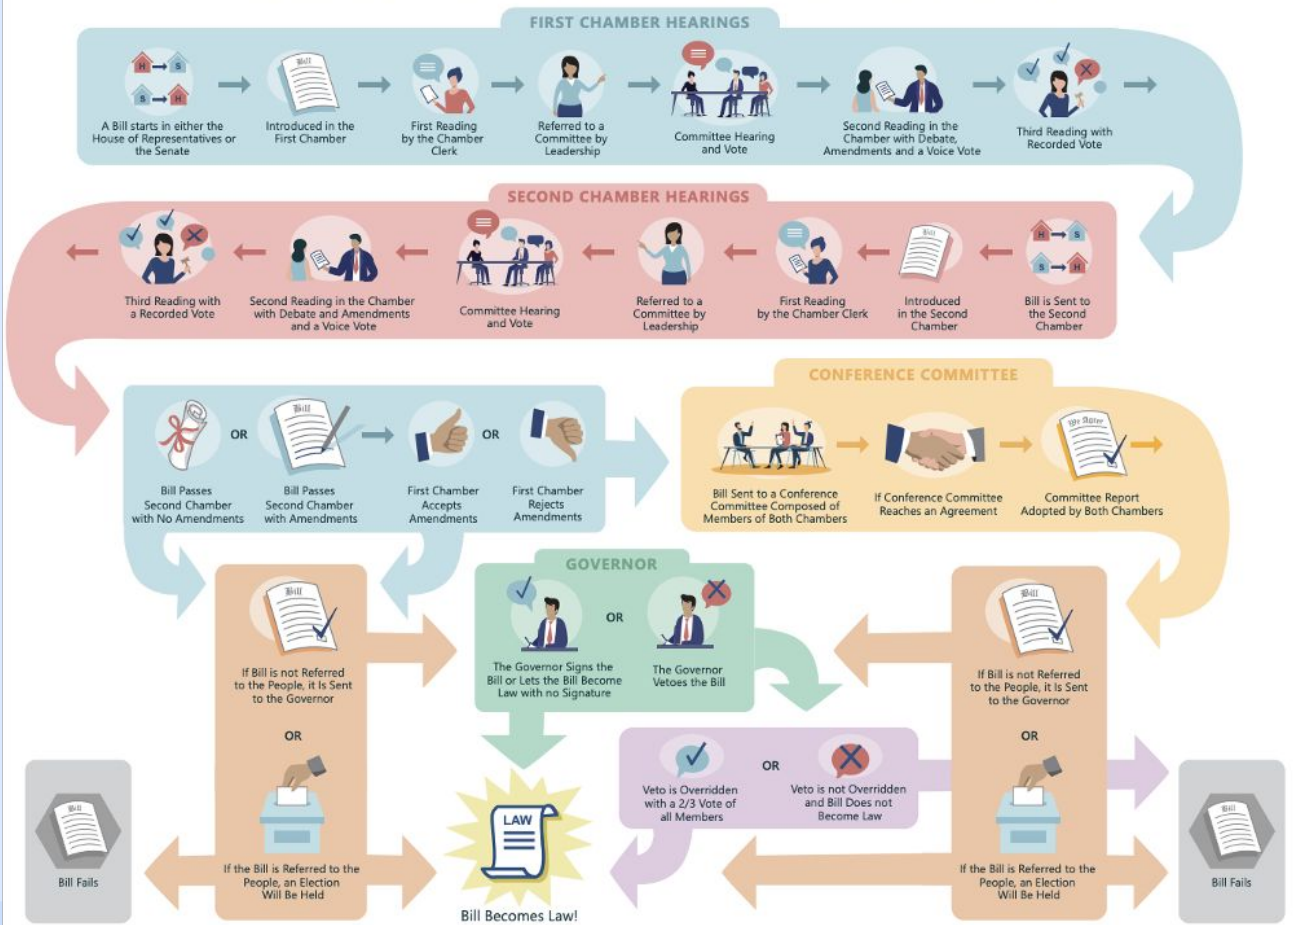 FIRST CHAMBER HEARINGS
H
S
S
H
A Bill starts in either the
House of Representatives or
the Senate
Bill
Introduced in the
First Chamber
First Reading
by the Chamber
Clerk
Referred to a
Committee by
Leadership
Committee Hearing
and Vote
Second Reading in the
Chamber with Debate,
Amendments and a Voice Vote
Third Reading with
Recorded Vote
SECOND CHAMBER HEARINGS
Third Reading with
a Recorded Vote
Second Reading in the Chamber
with Debate and Amendments
and a Voice Vote
Committee Hearing
and Vote
Referred to a
Committee by
Leadership
First Reading
by the Chamber Clerk
Bill
Introduced
in the Second
Chamber
H
S
S
H
Bill is Sent to
the Second
Chamber
Bill Passes
Second Chamber
with No Amendments
OR
Bill
Bill Passes
Second Chamber
with Amendments
First Chamber
Accepts
Amendments
OR
First Chamber
Rejects
Amendments
CONFERENCE COMMITTEE
Bill Sent to a Conference
Committee Composed of
Members of Both Chambers
If Conference Committee
Reaches an Agreement
We Agree
Committee Report
Adopted by Both Chambers
Bill
If Bill is not Referred
to the People, it Is Sent
to the Governor
OR
If the Bill is Referred to the
People, an Election
Will Be Held
GOVERNOR
The Governor Signs the
Bill or Lets the Bill Become
Law with no Signature
OR
The Governor
Vetoes the Bill
Veto is Overridden
with a 2/3 Vote of
all Members
OR
Veto is not Overridden
and Bill Does not
Become Law
Bill
If Bill is not Referred
to the People, it Is Sent
to the Governor
OR
If the Bill is Referred to the
People, an Election
Will Be Held
Bill
Bill Fails
LAW
Bill Becomes Law!
Bill
Bill Fails